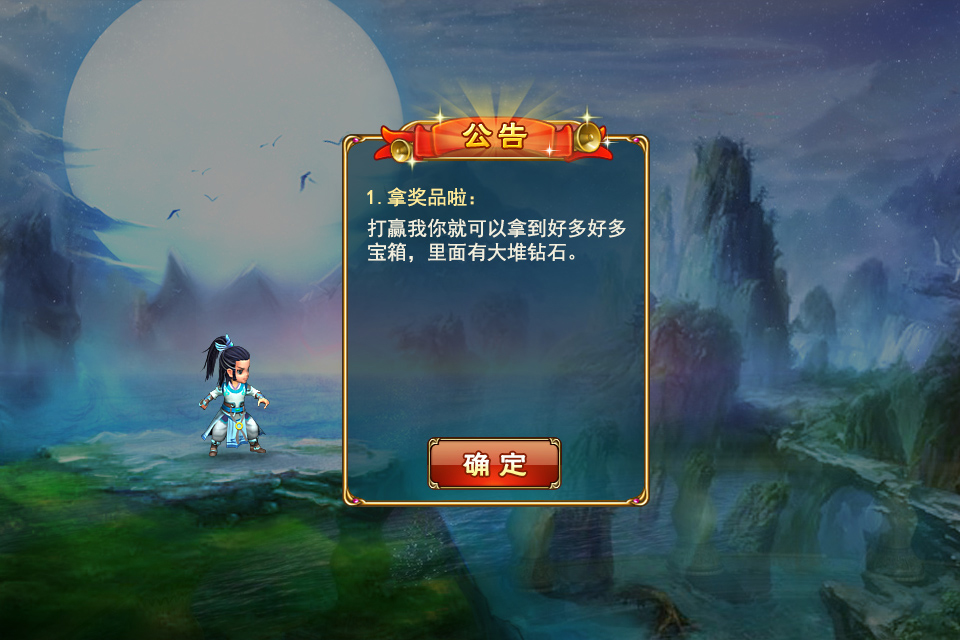 公告
1.拿奖品啦：
打赢我你就可以拿到好多好多
宝箱，里面有大堆钻石。
确定